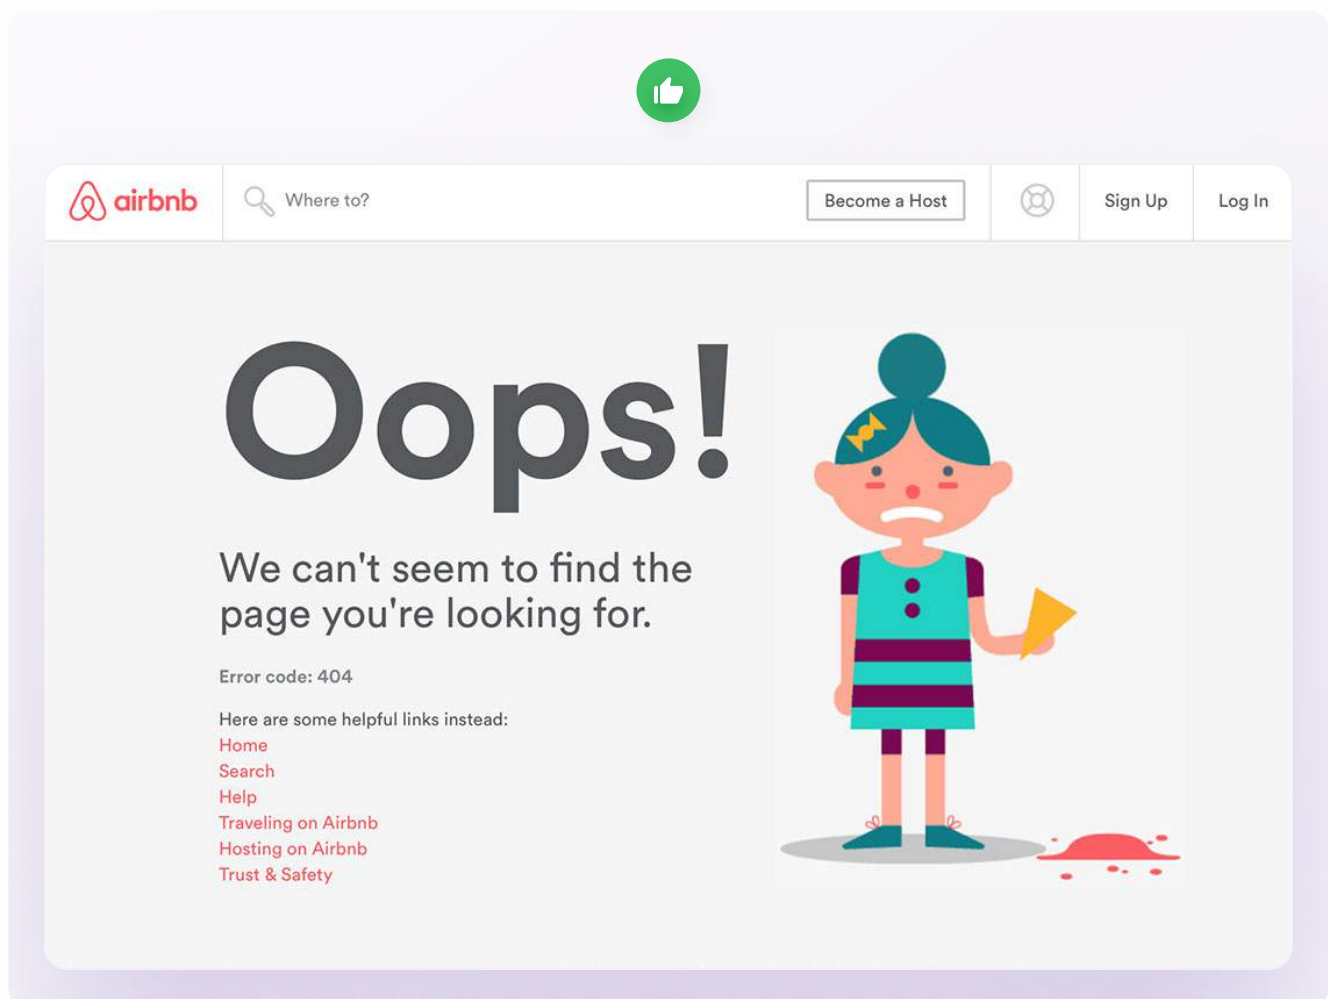 airbnb
Where to?
Become a Host
Sign Up
Log In
Oops!
We can't seem to find the
page you're looking for.
Error code: 404
Here are some helpful links instead:
Home
Search
Help
Traveling on Airbnb
Hosting on Airbnb
Trust & Safety